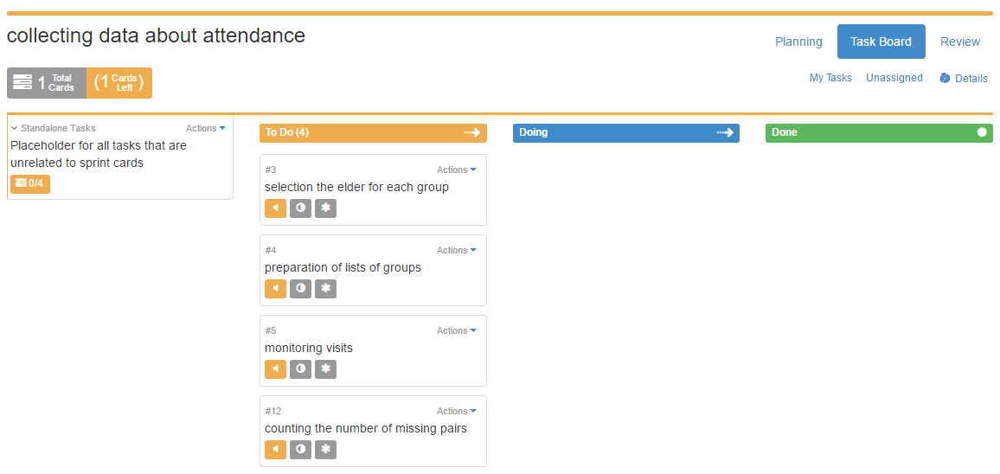 collecting data about attendance
Planning
Task Board
Review
1 Total Cards
(1 Cards Left)
My Tasks
Unassigned
Details
Standalone Tasks
Actions
Placeholder for all tasks that are
unrelated to sprint cards
0/4
To Do (4)
Doing
Done
#3
Actions
selection the elder for each group
#4
Actions
preparation of lists of groups
#5
Actions
monitoring visits
#12
Actions
counting the number of missing pairs